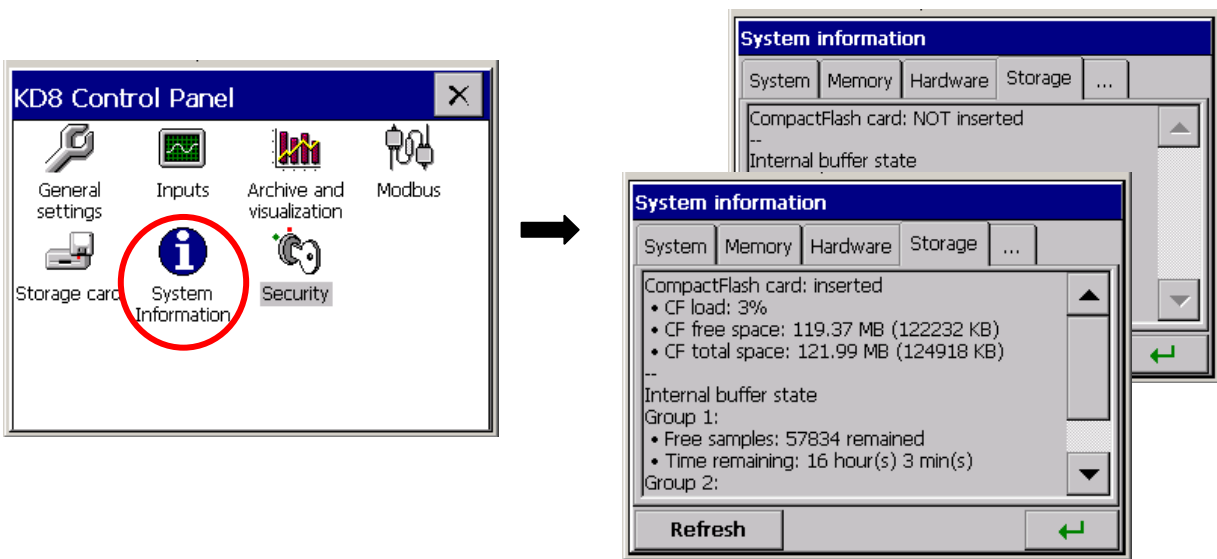 KD8 Control Panel
General settings
Inputs
Archive and visualization
Modbus
Storage card
System Information
Security
System information
System Memory Hardware Storage ...
CompactFlash card: NOT inserted
--
Internal buffer state
System information
System Memory Hardware Storage ...
CompactFlash card: inserted
• CF load: 3%
• CF free space: 119.37 MB (122232 KB)
• CF total space: 121.99 MB (124918 KB)
--
Internal buffer state
Group 1:
• Free samples: 57834 remained
• Time remaining: 16 hour(s) 3 min(s)
Group 2:
Refresh